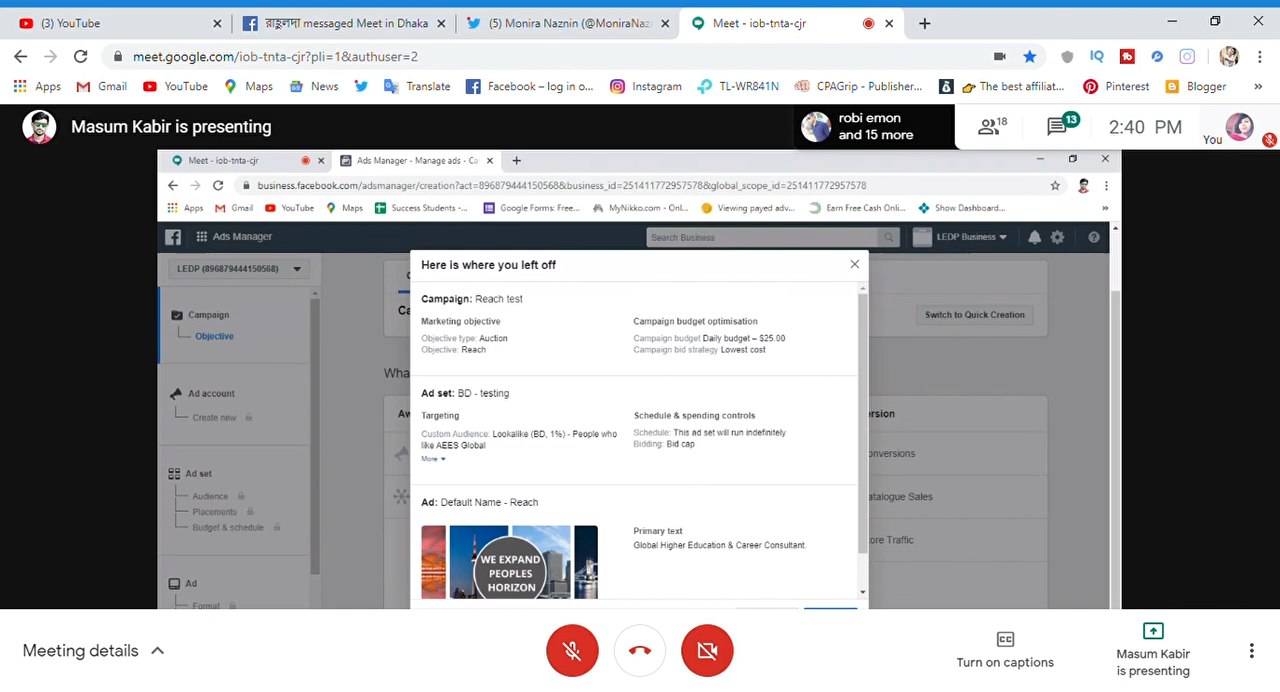 (3) YouTube
রাহুলদা messaged Meet in Dhaka
(5) Monira Naznin (@MoniraNaz
Meet - iob-tnta-cjr
meet.google.com/iob-tnta-cjr?pli=1&authuser=2
IQ
Apps
Gmail
YouTube
Maps
News
Translate
Facebook – log in o...
Instagram
TL-WR841N
CPAGrip - Publisher...
The best affiliat...
Pinterest
Blogger
»
Masum Kabir is presenting
robi emon
and 15 more
18
13
2:40 PM
You
Meet - iob-tnta-cjr
Ads Manager - Manage ads - Ca
business.facebook.com/adsmanager/creation?act=896879444150568&business_id=251411772957578&global_scope_id=251411772957578
Apps
Gmail
YouTube
Maps
Success Students -...
Google Forms: Free...
MyNikko.com - Onl...
Viewing payed adv...
Earn Free Cash Onli...
Show Dashboard...
»
Ads Manager
Search Business
LEDP Business
LEDP (896879444150568)
Campaign
Objective
Ad account
Create new
Ad set
Audience
Placements
Budget & schedule
Ad
Format
Ca
Switch to Quick Creation
Wha
Aw
rsion
onversions
atalogue Sales
ore Traffic
Here is where you left off
Campaign: Reach test
Marketing objective
Objective type: Auction
Objective: Reach
Campaign budget optimisation
Campaign budget Daily budget – $25.00
Campaign bid strategy Lowest cost
Ad set: BD - testing
Targeting
Custom Audience: Lookalike (BD, 1%) - People who
like AEES Global
More
Schedule & spending controls
Schedule: This ad set will run indefinitely
Bidding: Bid cap
Ad: Default Name - Reach
WE EXPAND
PEOPLES
HORIZON
Primary text
Global Higher Education & Career Consultant.
Meeting details
Turn on captions
Masum Kabir
is presenting